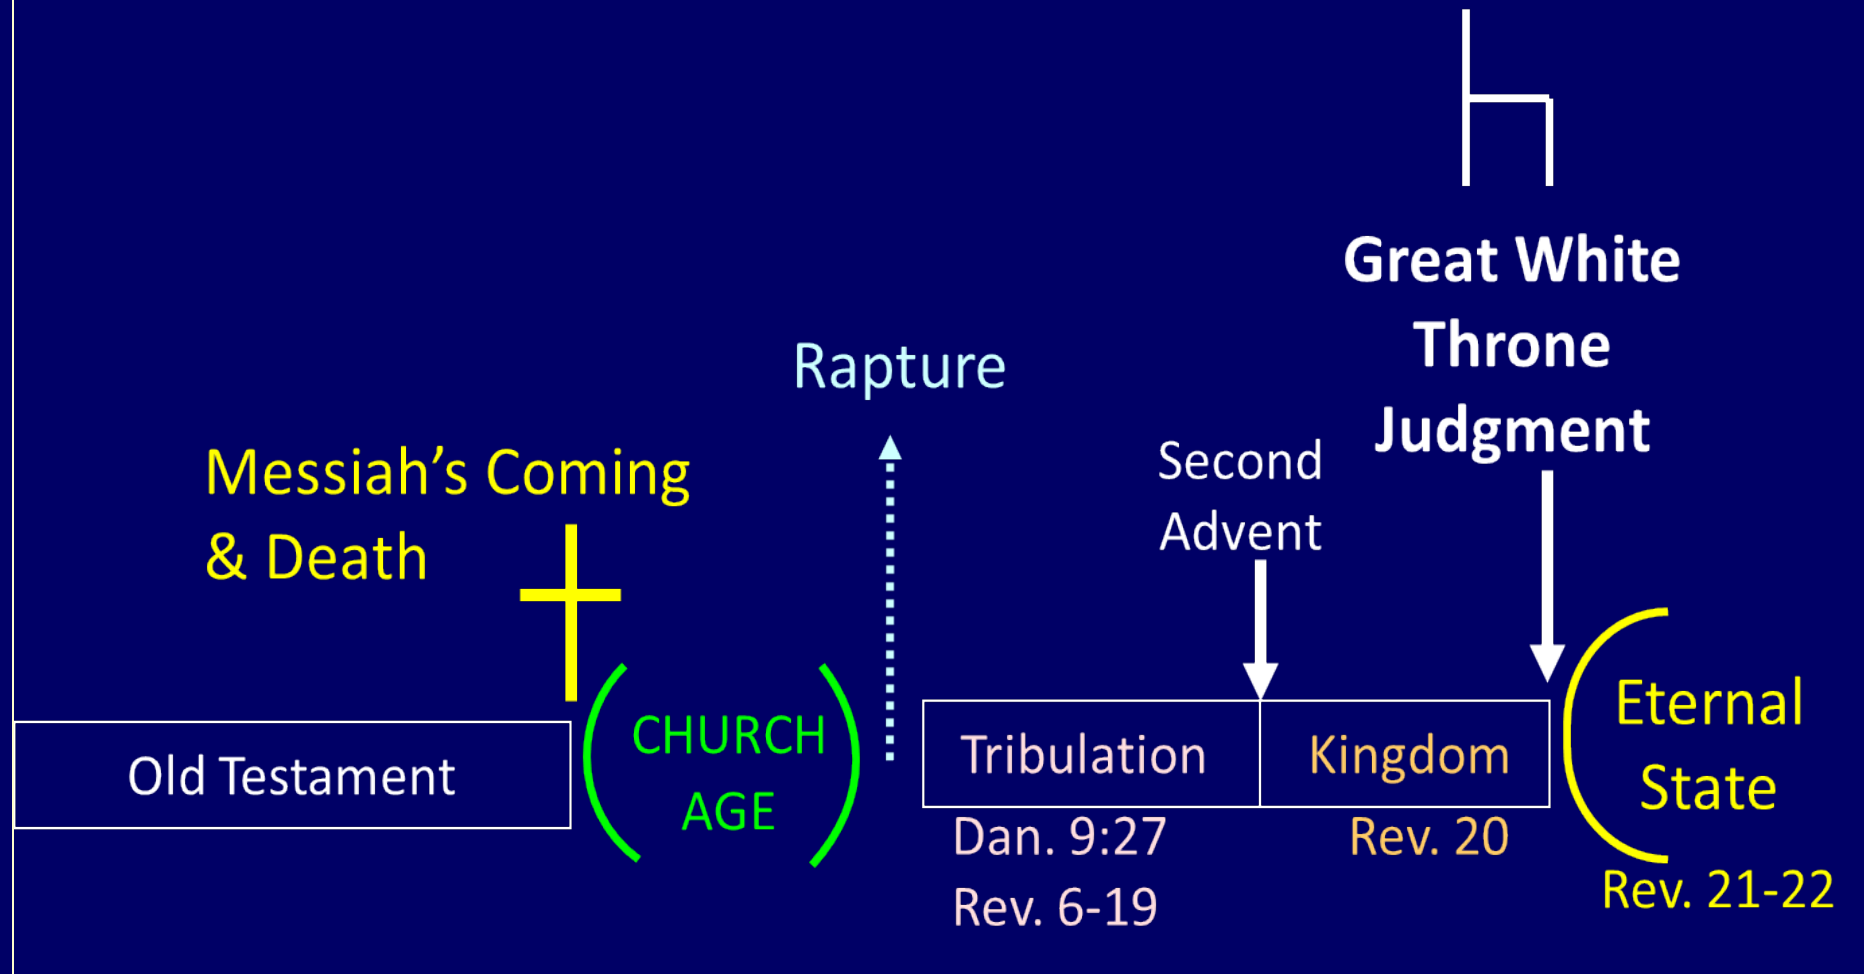 Great White
Throne
Judgment
Rapture
Messiah’s Coming
& Death
Second
Advent
Old Testament
CHURCH
AGE
Tribulation
Kingdom
Eternal
State
Dan. 9:27
Rev. 6-19
Rev. 20
Rev. 21-22